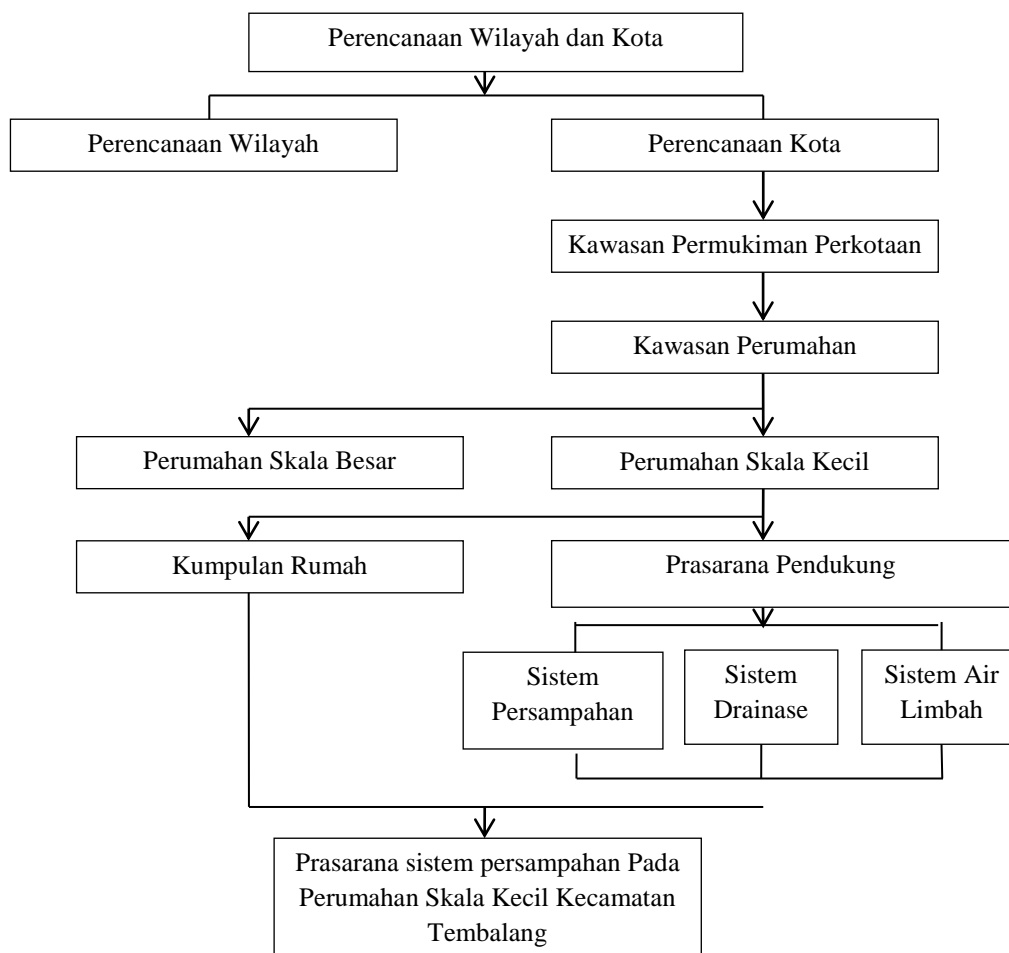 Perencanaan Wilayah dan Kota
Perencanaan Wilayah
Perencanaan Kota
Kawasan Permukiman Perkotaan
Kawasan Perumahan
Perumahan Skala Besar
Perumahan Skala Kecil
Kumpulan Rumah
Prasarana Pendukung
Sistem
Persampahan
Sistem
Drainase
Sistem Air
Limbah
Prasarana sistem persampahan Pada
Perumahan Skala Kecil Kecamatan
Tembalang